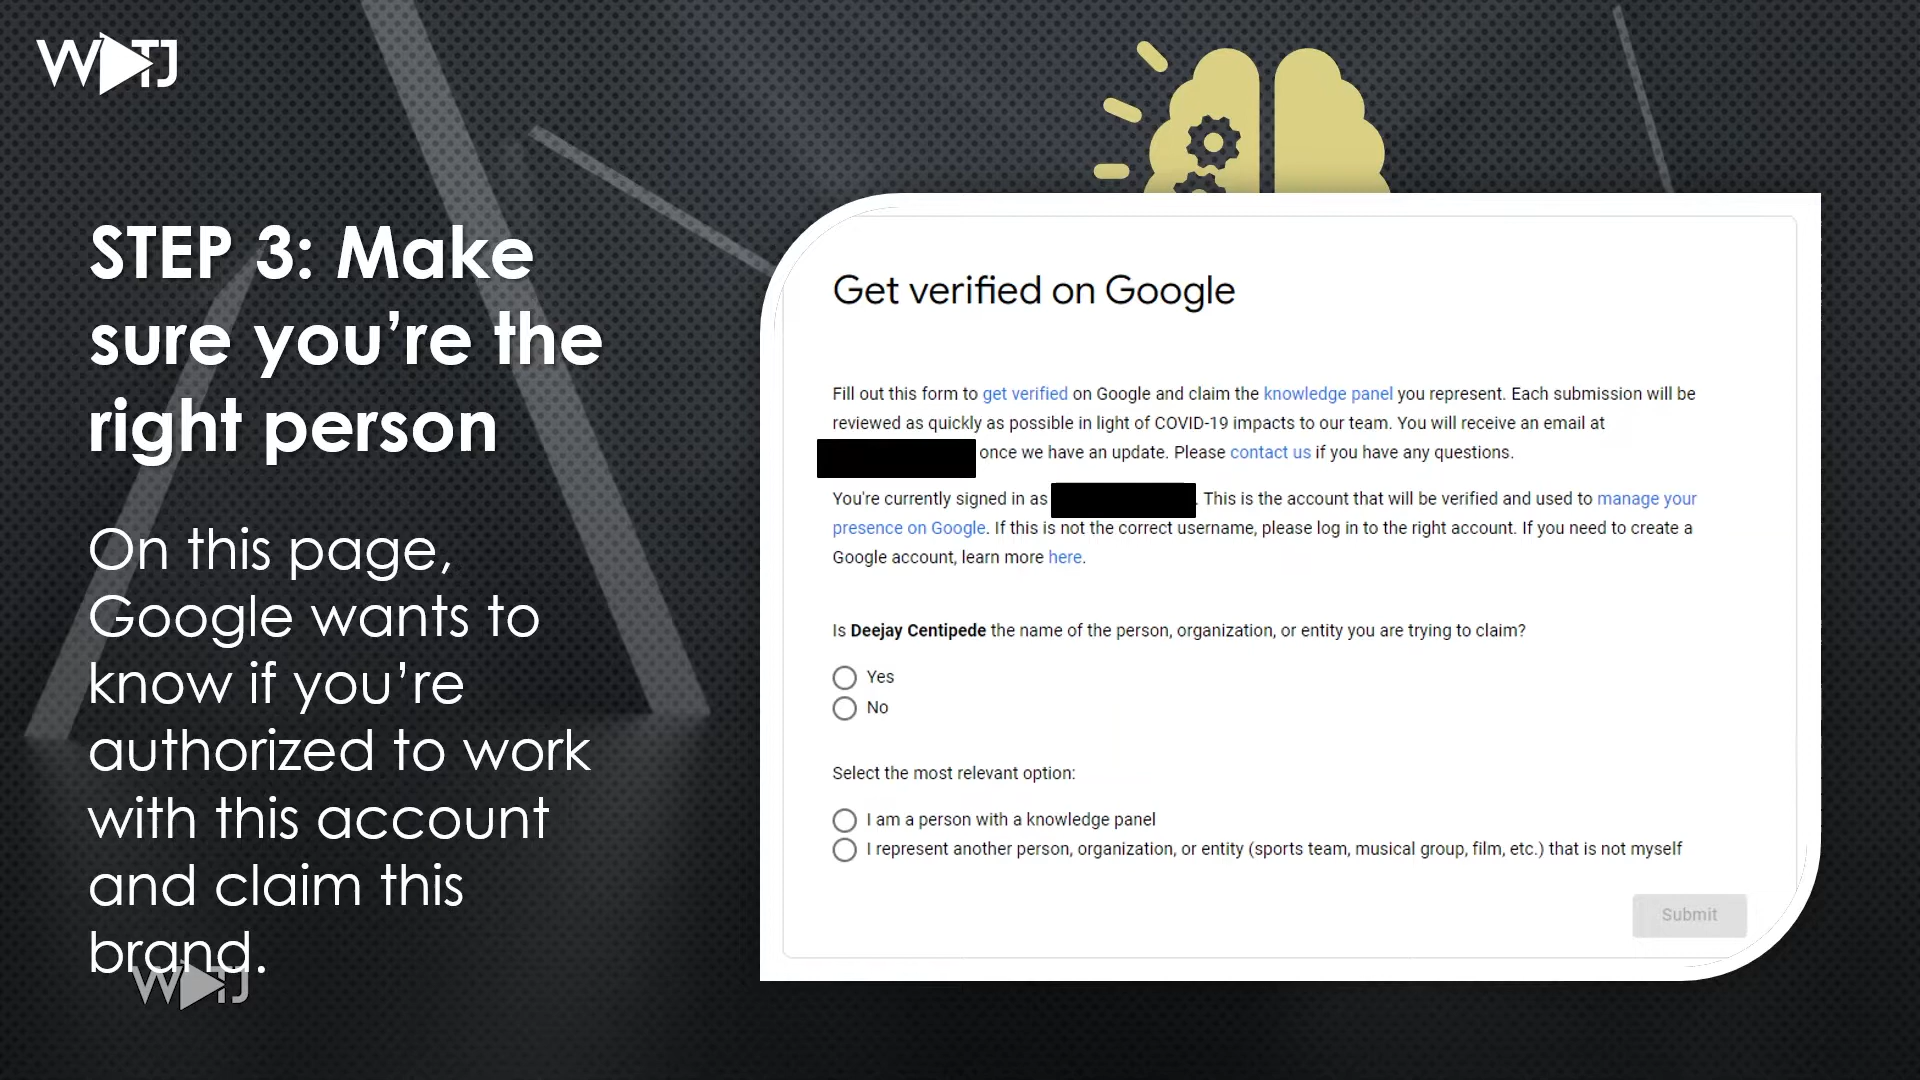 W TJ
STEP 3: Make
sure you’re the
right person
On this page,
Google wants to
know if you’re
authorized to work
with this account
and claim this
brand.
W TJ
Get verified on Google
Fill out this form to get verified on Google and claim the knowledge panel you represent. Each submission will be
reviewed as quickly as possible in light of COVID-19 impacts to our team. You will receive an email at
once we have an update. Please contact us if you have any questions.
You're currently signed in as . This is the account that will be verified and used to manage your
presence on Google. If this is not the correct username, please log in to the right account. If you need to create a
Google account, learn more here.
Is Deejay Centipede the name of the person, organization, or entity you are trying to claim?
Yes
No
Select the most relevant option:
I am a person with a knowledge panel
I represent another person, organization, or entity (sports team, musical group, film, etc.) that is not myself
Submit